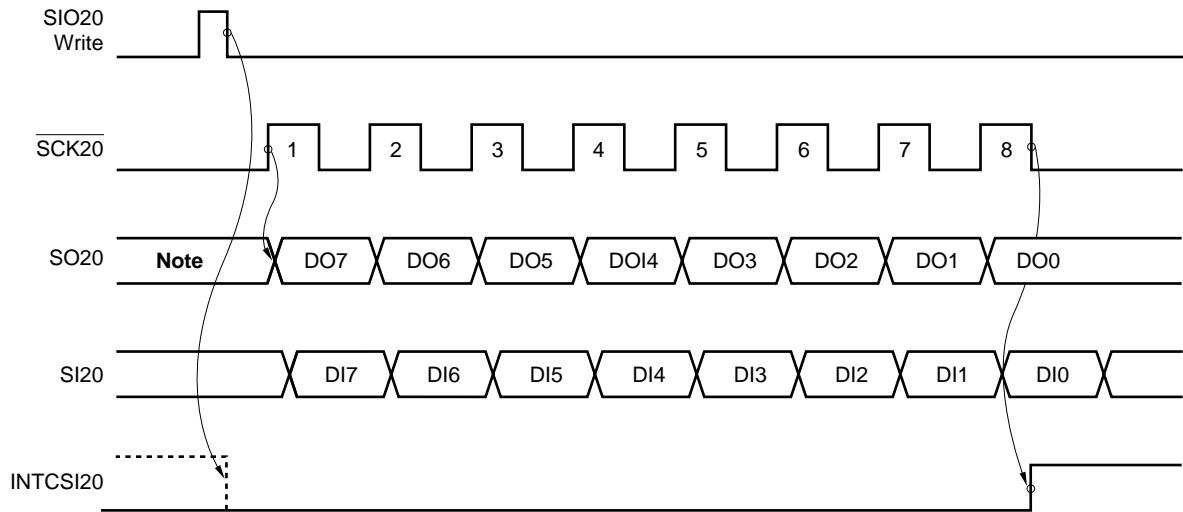 SIO20
Write
SCK20
1 2 3 4 5 6 7 8
SO20 Note DO7 DO6 DO5 DOI4 DO3 DO2 DO1 DO0
SI20 DI7 DI6 DI5 DI4 DI3 DI2 DI1 DI0
INTCSI20